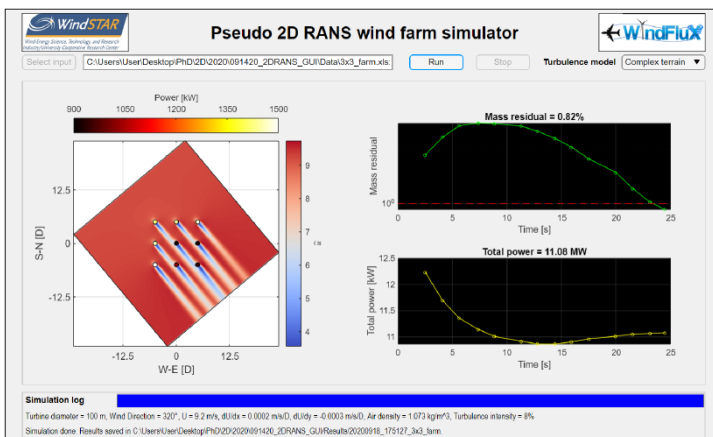 WindSTAR
Wind Energy Science, Technology, and Research
Industry/University Cooperative Research Center
Pseudo 2D RANS wind farm simulator
WindFluX
Select input
C:\Users\User\Desktop\PhD\2D\2020\091420_2DRANS_GUI\Data\3x3_farm.xls:
Run
Stop
Turbulence model
Complex terrain
Power [kW]
900 1050 1200 1350 1500
12.5
0
-12.5
S-N [D]
-12.5 0 12.5
W-E [D]
9
8
7
6
5
4
Mass residual = 0.82%
Mass residual
10⁰
0 5 10 15 20 25
Time [s]
Total power = 11.08 MW
Total power [kW]
12.5
12
11.5
11
0 5 10 15 20 25
Time [s]
Simulation log
Turbine diameter = 100 m, Wind Direction = 320°, U = 9.2 m/s, dU/dx = 0.0002 m/s/D, dU/dy = -0.0003 m/s/D, Air density = 1.073 kg/m^3, Turbulence intensity = 8%
Simulation done. Results saved in C:\Users\User\Desktop\PhD\2D\2020\091420_2DRANS_GUI\Results\20200918_175127_3x3_farm.